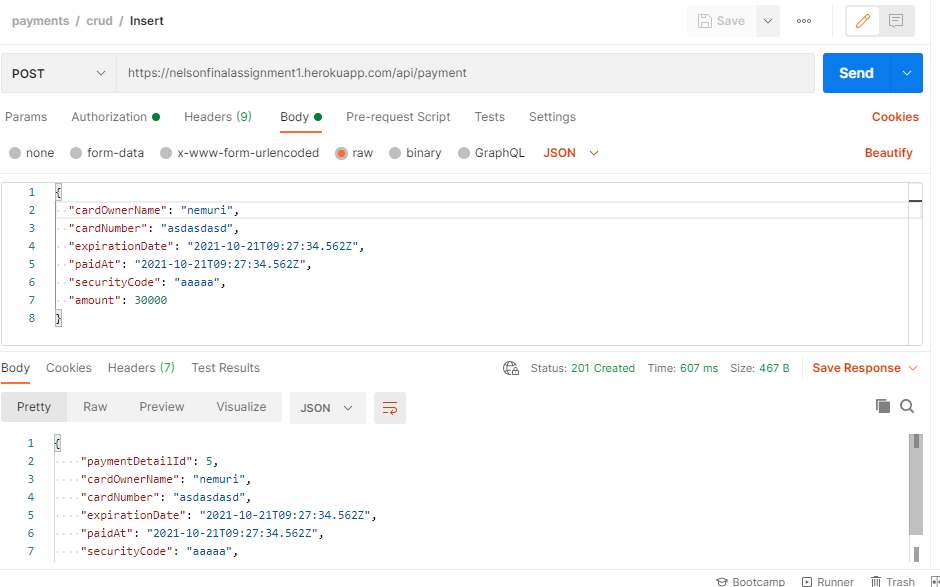 payments / crud / Insert
Save
POST
https://nelsonfinalassignment1.herokuapp.com/api/payment
Send
Params Authorization Headers (9) Body Pre-request Script Tests Settings Cookies
none form-data x-www-form-urlencoded raw binary GraphQL JSON Beautify
1 {
2 "cardOwnerName": "nemuri",
3 "cardNumber": "asdasdasd",
4 "expirationDate": "2021-10-21T09:27:34.562Z",
5 "paidAt": "2021-10-21T09:27:34.562Z",
6 "securityCode": "aaaaa",
7 "amount": 30000
8 }
Body Cookies Headers (7) Test Results Status: 201 Created Time: 607 ms Size: 467 B Save Response
Pretty Raw Preview Visualize JSON
1 {
2 "paymentDetailId": 5,
3 "cardOwnerName": "nemuri",
4 "cardNumber": "asdasdasd",
5 "expirationDate": "2021-10-21T09:27:34.562Z",
6 "paidAt": "2021-10-21T09:27:34.562Z",
7 "securityCode": "aaaaa",
Bootcamp Runner Trash